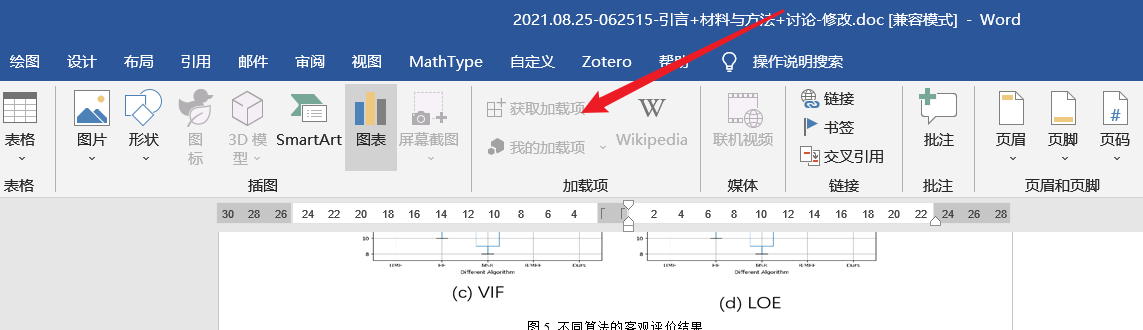 2021.08.25-062515-引言+材料与方法+讨论-修改.doc [兼容模式] - Word
绘图 设计 布局 引用 邮件 审阅 视图 MathType 自定义 Zotero 帮助 操作说明搜索
表格 图片 形状 图标 3D 模型 SmartArt 图表 屏幕截图 获取加载项 我的加载项 Wikipedia 联机视频 链接 书签 交叉引用 批注 页眉 页脚 页码
表格 插图 加载项 媒体 链接 批注 页眉和页脚
30 28 26 24 22 20 18 16 14 12 10 8 6 4 2 4 6 8 10 12 14 16 18 20 22 24 26 28
10 10
8 8
MSR MSR Ours
Different Algorithm Different Algorithm
(c) VIF (d) LOE
图 5 不同算法的客观评价结果